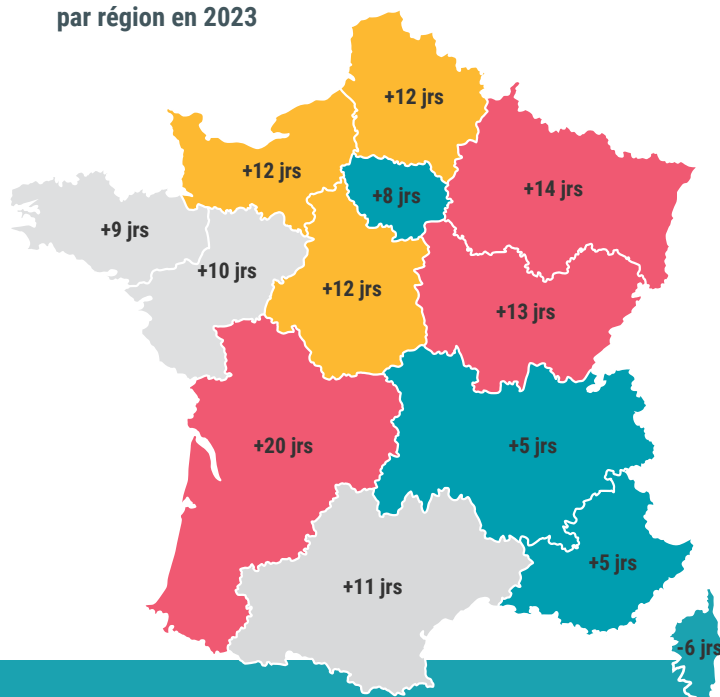 par région en 2023
+12 jrs
+12 jrs
+8 jrs
+14 jrs
+9 jrs
+10 jrs
+12 jrs
+13 jrs
+20 jrs
+5 jrs
+5 jrs
+11 jrs
-6 jrs